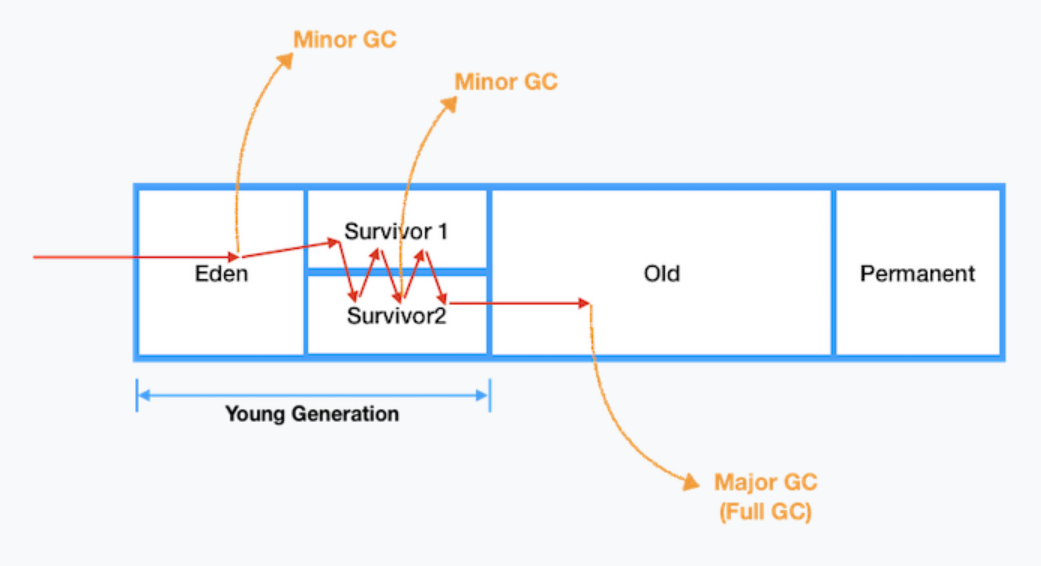 Minor GC
Minor GC
Survivor 1
Eden
Old
Permanent
Survivor2
Young Generation
Major GC
(Full GC)